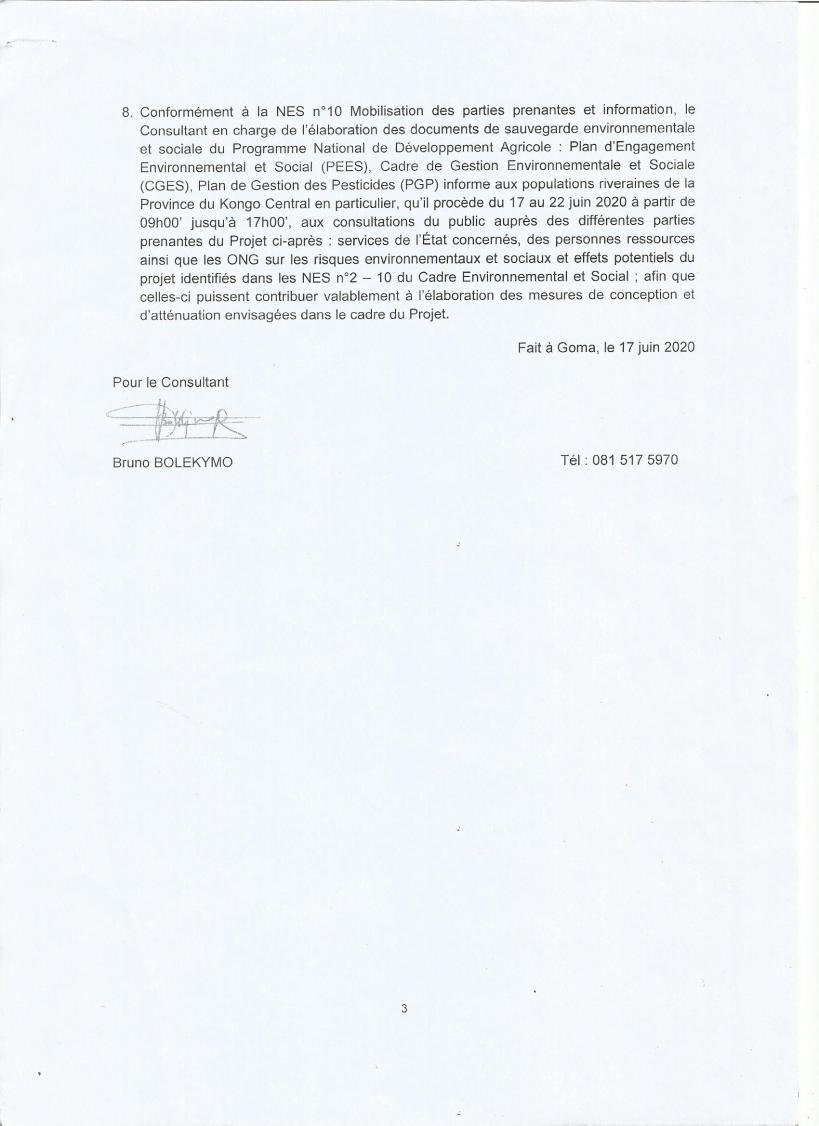 8. Conformément à la NES n°10 Mobilisation des parties prenantes et information, le
Consultant en charge de l'élaboration des documents de sauvegarde environnementale
et sociale du Programme National de Développement Agricole : Plan d'Engagement
Environnemental et Social (PEES), Cadre de Gestion Environnementale et Sociale
(CGES), Plan de Gestion des Pesticides (PGP) informe aux populations riveraines de la
Province du Kongo Central en particulier, qu'il procède du 17 au 22 juin 2020 à partir de
09h00' jusqu'à 17h00', aux consultations du public auprès des différentes parties
prenantes du Projet ci-après : services de l'État concernés, des personnes ressources
ainsi que les ONG sur les risques environnementaux et sociaux et effets potentiels du
projet identifiés dans les NES n°2 – 10 du Cadre Environnemental et Social ; afin que
celles-ci puissent contribuer valablement à l'élaboration des mesures de conception et
d'atténuation envisagées dans le cadre du Projet.
Fait à Goma, le 17 juin 2020
Pour le Consultant
Bruno BOLEKYMO
Tél : 081 517 5970
3